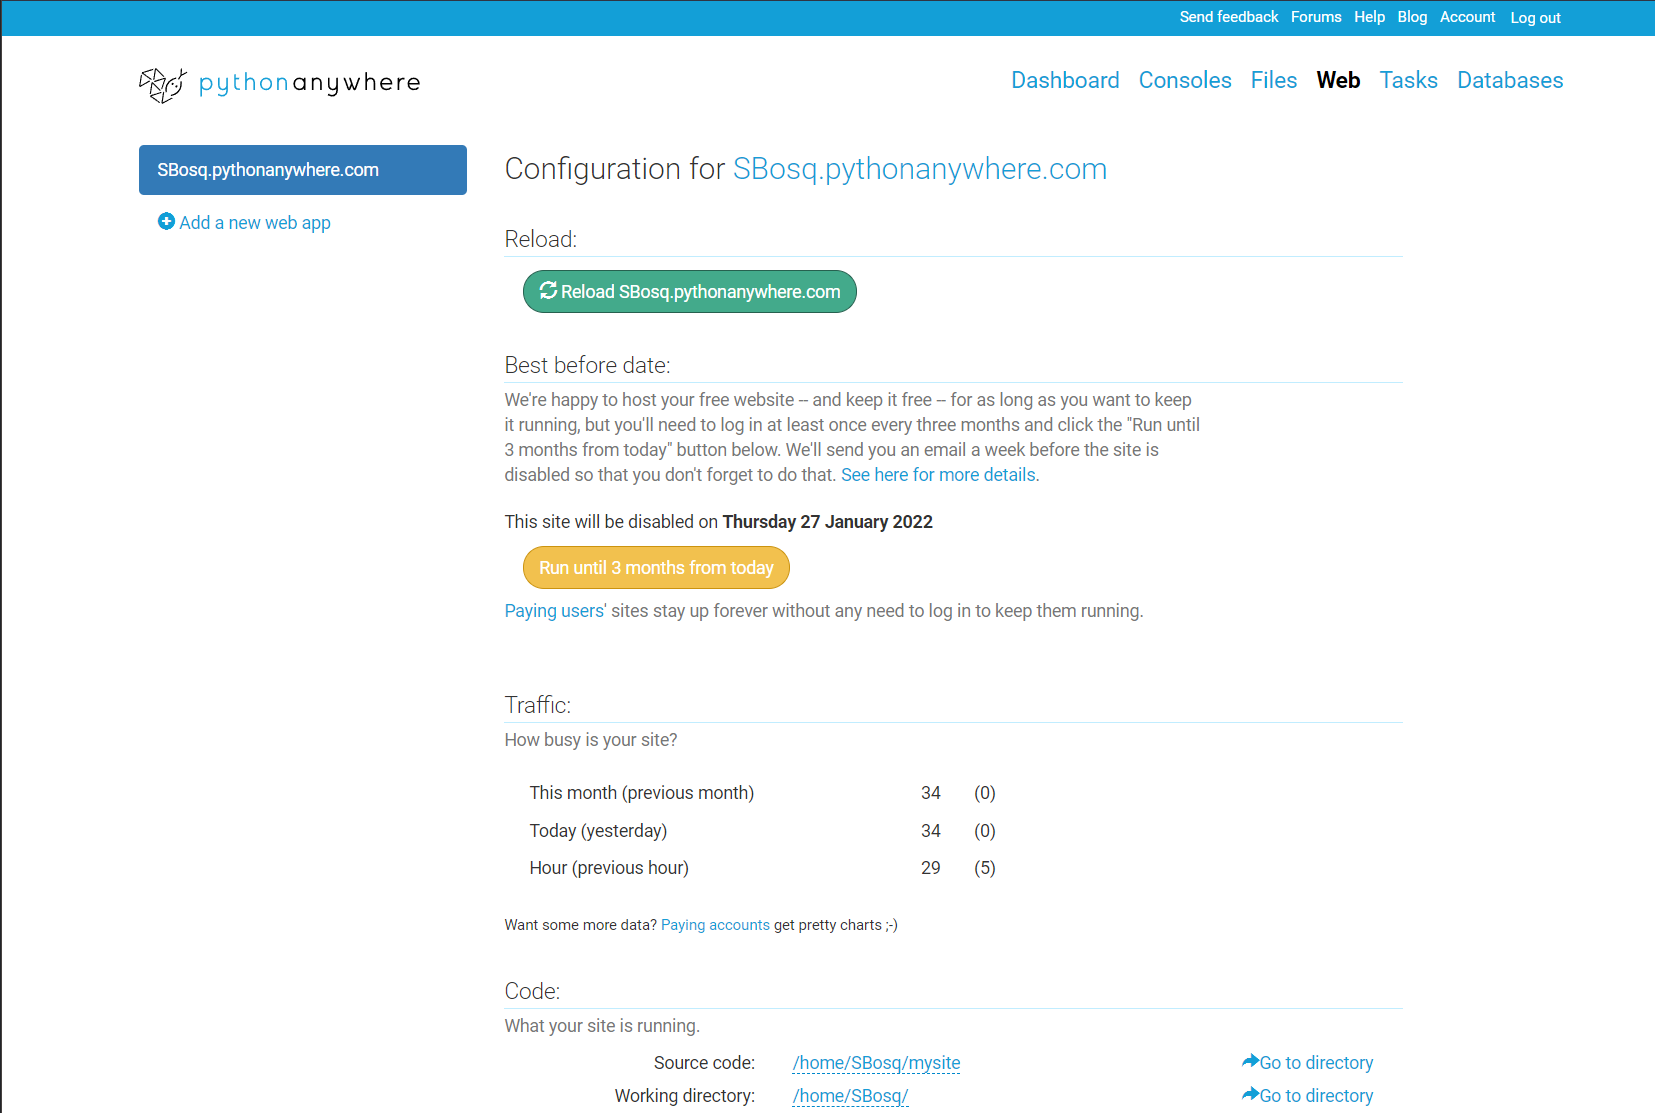 Send feedback Forums Help Blog Account Log out
pythonanywhere
Dashboard Consoles Files Web Tasks Databases
SBosq.pythonanywhere.com
Add a new web app
Configuration for SBosq.pythonanywhere.com
Reload:
Reload SBosq.pythonanywhere.com
Best before date:
We're happy to host your free website -- and keep it free -- for as long as you want to keep
it running, but you'll need to log in at least once every three months and click the "Run until
3 months from today" button below. We'll send you an email a week before the site is
disabled so that you don't forget to do that. See here for more details.
This site will be disabled on Thursday 27 January 2022
Run until 3 months from today
Paying users' sites stay up forever without any need to log in to keep them running.
Traffic:
How busy is your site?
This month (previous month) 34 (0)
Today (yesterday) 34 (0)
Hour (previous hour) 29 (5)
Want some more data? Paying accounts get pretty charts ;-)
Code:
What your site is running.
Source code: /home/SBosq/mysite Go to directory
Working directory: /home/SBosq/ Go to directory